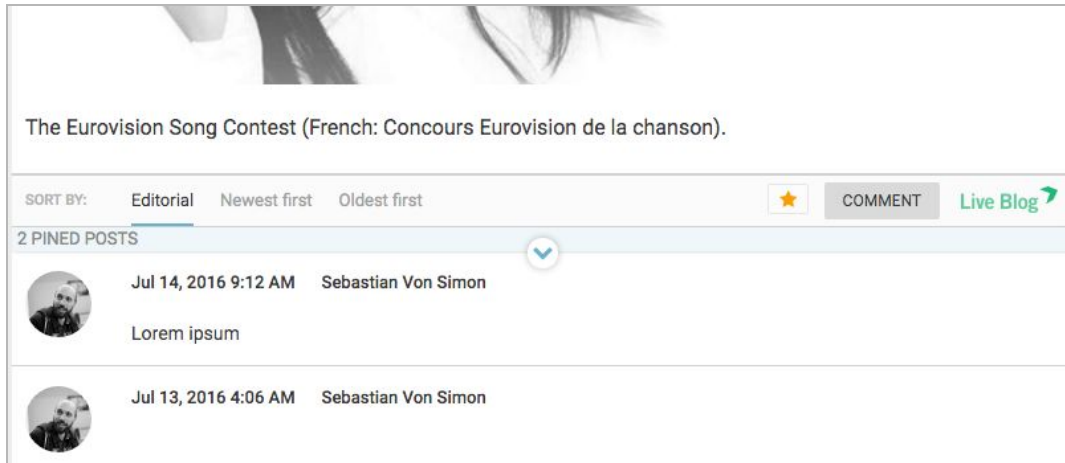 The Eurovision Song Contest (French: Concours Eurovision de la chanson).
SORT BY: Editorial Newest first Oldest first COMMENT Live Blog
2 PINED POSTS
Jul 14, 2016 9:12 AM Sebastian Von Simon
Lorem ipsum
Jul 13, 2016 4:06 AM Sebastian Von Simon